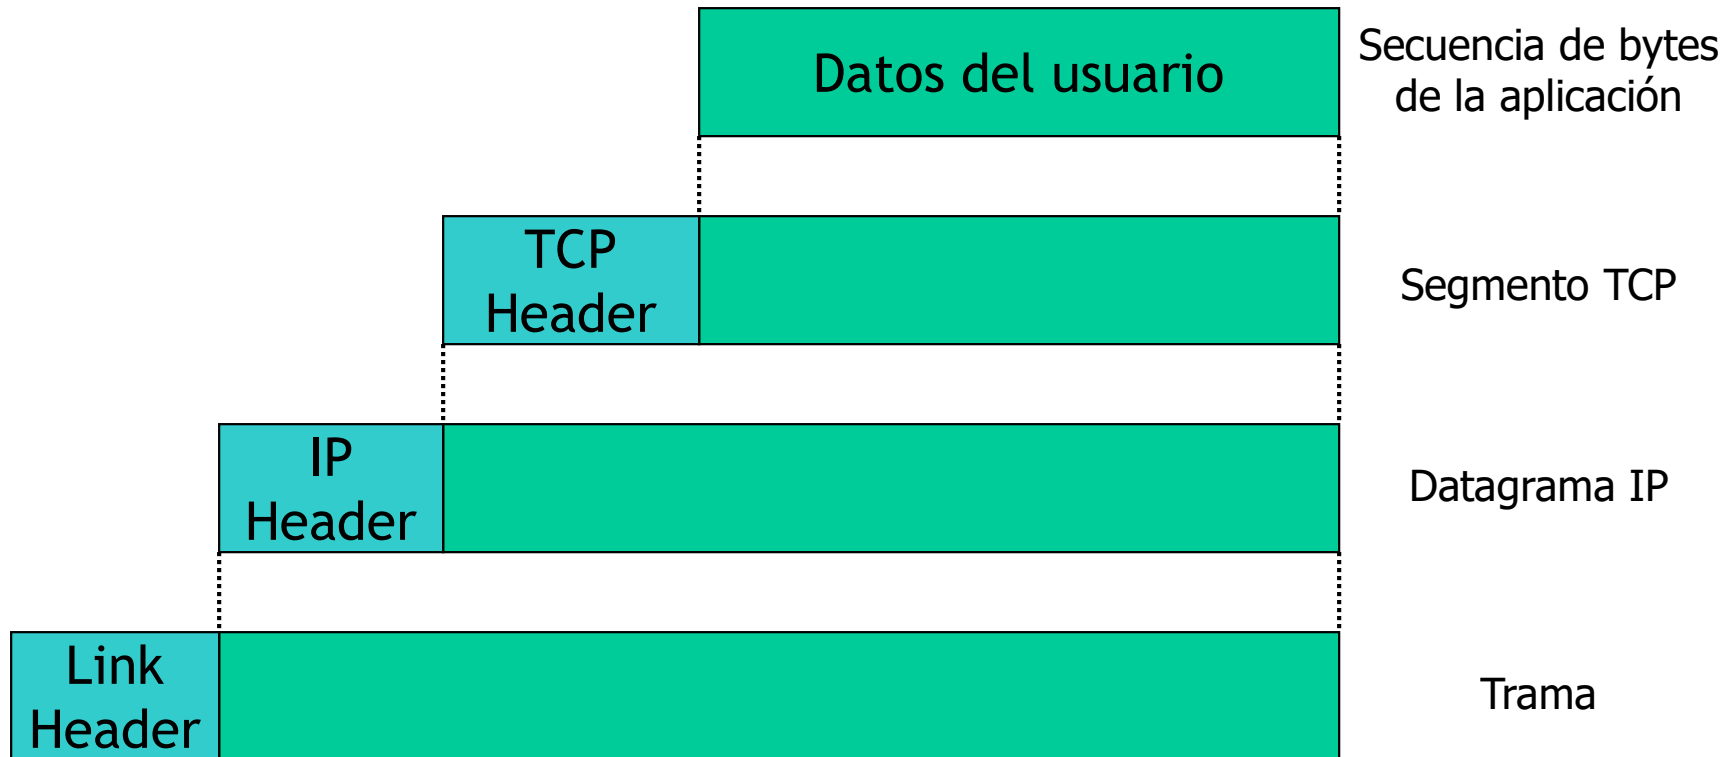 Datos del usuario
Secuencia de bytes
de la aplicación
TCP
Header
Segmento TCP
IP
Header
Datagrama IP
Link
Header
Trama